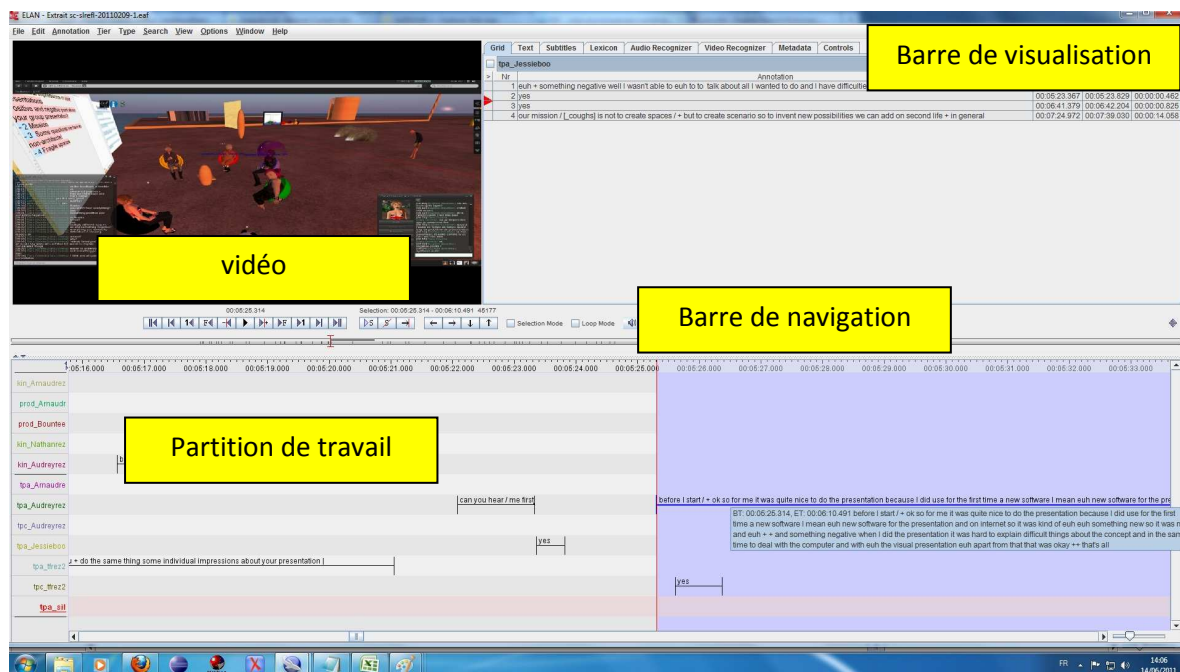 ELAN - Extrait sc-slrefl-20110209-1.eaf
File Edit Annotation Tier Type Search View Options Window Help
Grid Text Subtitles Lexicon Audio Recognizer Video Recognizer Metadata Controls
Barre de visualisation
tpa_Jessieboo
> Nr Annotation
1 euh + something negative well I wasn't able to euh to to talk about all I wanted to do and I have difficulties
2 yes 00:05:23.367 00:05:23.829 00:00:00.462
3 yes 00:06:41.379 00:06:42.204 00:00:00.825
4 our mission / [_coughs] is not to create spaces / + but to create scenario so to invent new possibilities we can add on second life + in general 00:07:24.972 00:07:39.030 00:00:14.058
your group presentation
-2 Mission
-4 Fragile space
vidéo
Barre de navigation
00:05:25.314
Selection: 00:05:25.314 - 00:06:10.491 45177
Selection Mode Loop Mode
05:16.000 00:05:17.000 00:05:18.000 00:05:19.000 00:05:20.000 00:05:21.000 00:05:22.000 00:05:23.000 00:05:24.000 00:05:25.000 00:05:26.000 00:05:27.000 00:05:28.000 00:05:29.000 00:05:30.000 00:05:31.000 00:05:32.000 00:05:33.000
kin_Arnaudrez
prod_Arnaudr
prod_Bountee
kin_Nathanrez
Partition de travail
kin_Audreyrez b
tpa_Arnaudre
tpa_Audreyrez can you hear / me first before I start / + ok so for me it was quite nice to do the presentation because I did use for the first time a new software I mean euh new software for the pre
tpc_Audreyrez
BT: 00:05:25.314, ET: 00:06:10.491 before I start / + ok so for me it was quite nice to do the presentation because I did use for the first
time a new software I mean euh new software for the presentation and on internet so it was kind of euh euh something new so it was n
and euh + + and something negative when I did the presentation it was hard to explain difficult things about the concept and in the sam
time to deal with the computer and with euh the visual presentation euh apart from that that was okay ++ that's all
tpa_Jessieboo yes
tpa_tfrez2 + do the same thing some individual impressions about your presentation |
tpc_tfrez2 yes
tpa_sil
FR
14:06
14/06/2011